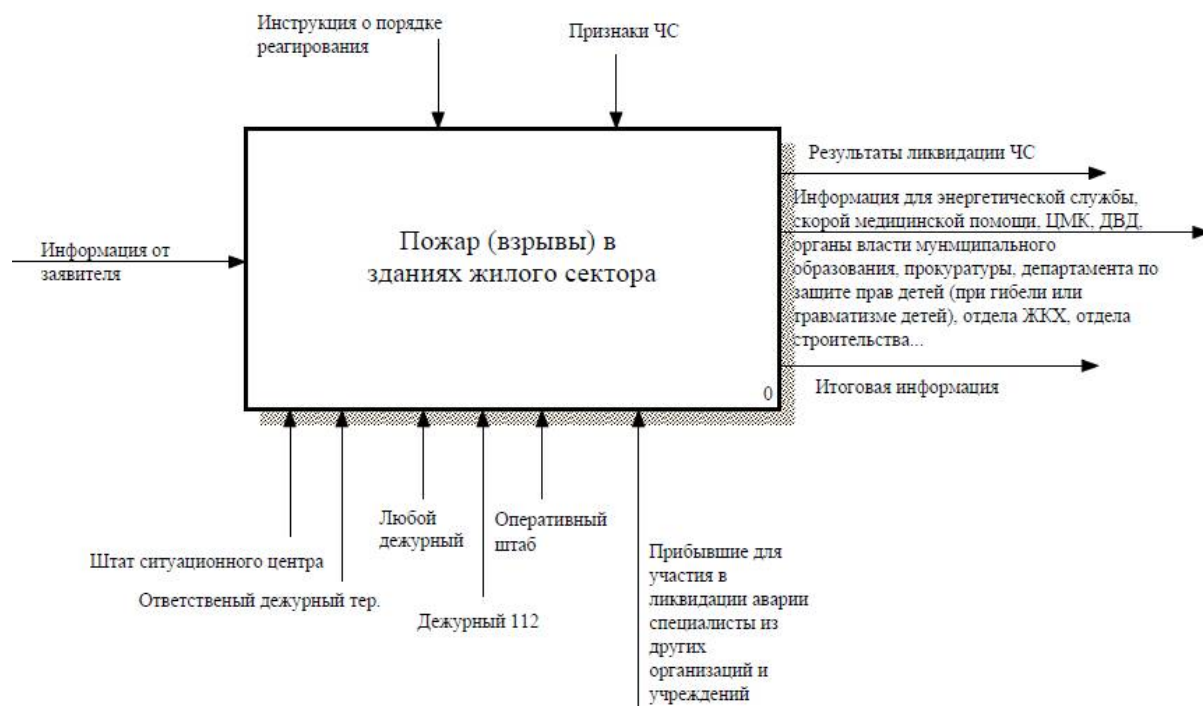 Инструкция о порядке
реагирования
Признаки ЧС
Информация от
заявителя
Пожар (взрывы) в
зданиях жилого сектора
0
Результаты ликвидации ЧС
Информация для энергетической службы,
скорой медицинской помощи, ЦМК, ДВД,
органы власти мунмципального
образования, прокуратуры, департамента по
защите прав детей (при гибели или
травматизме детей), отдела ЖКХ, отдела
строительства...
Итоговая информация
Штат ситуационного центра
Ответственый дежурный тер.
Любой
дежурный
Дежурный 112
Оперативный
штаб
Прибывшие для
участия в
ликвидации аварии
специалисты из
других
организаций и
учреждений